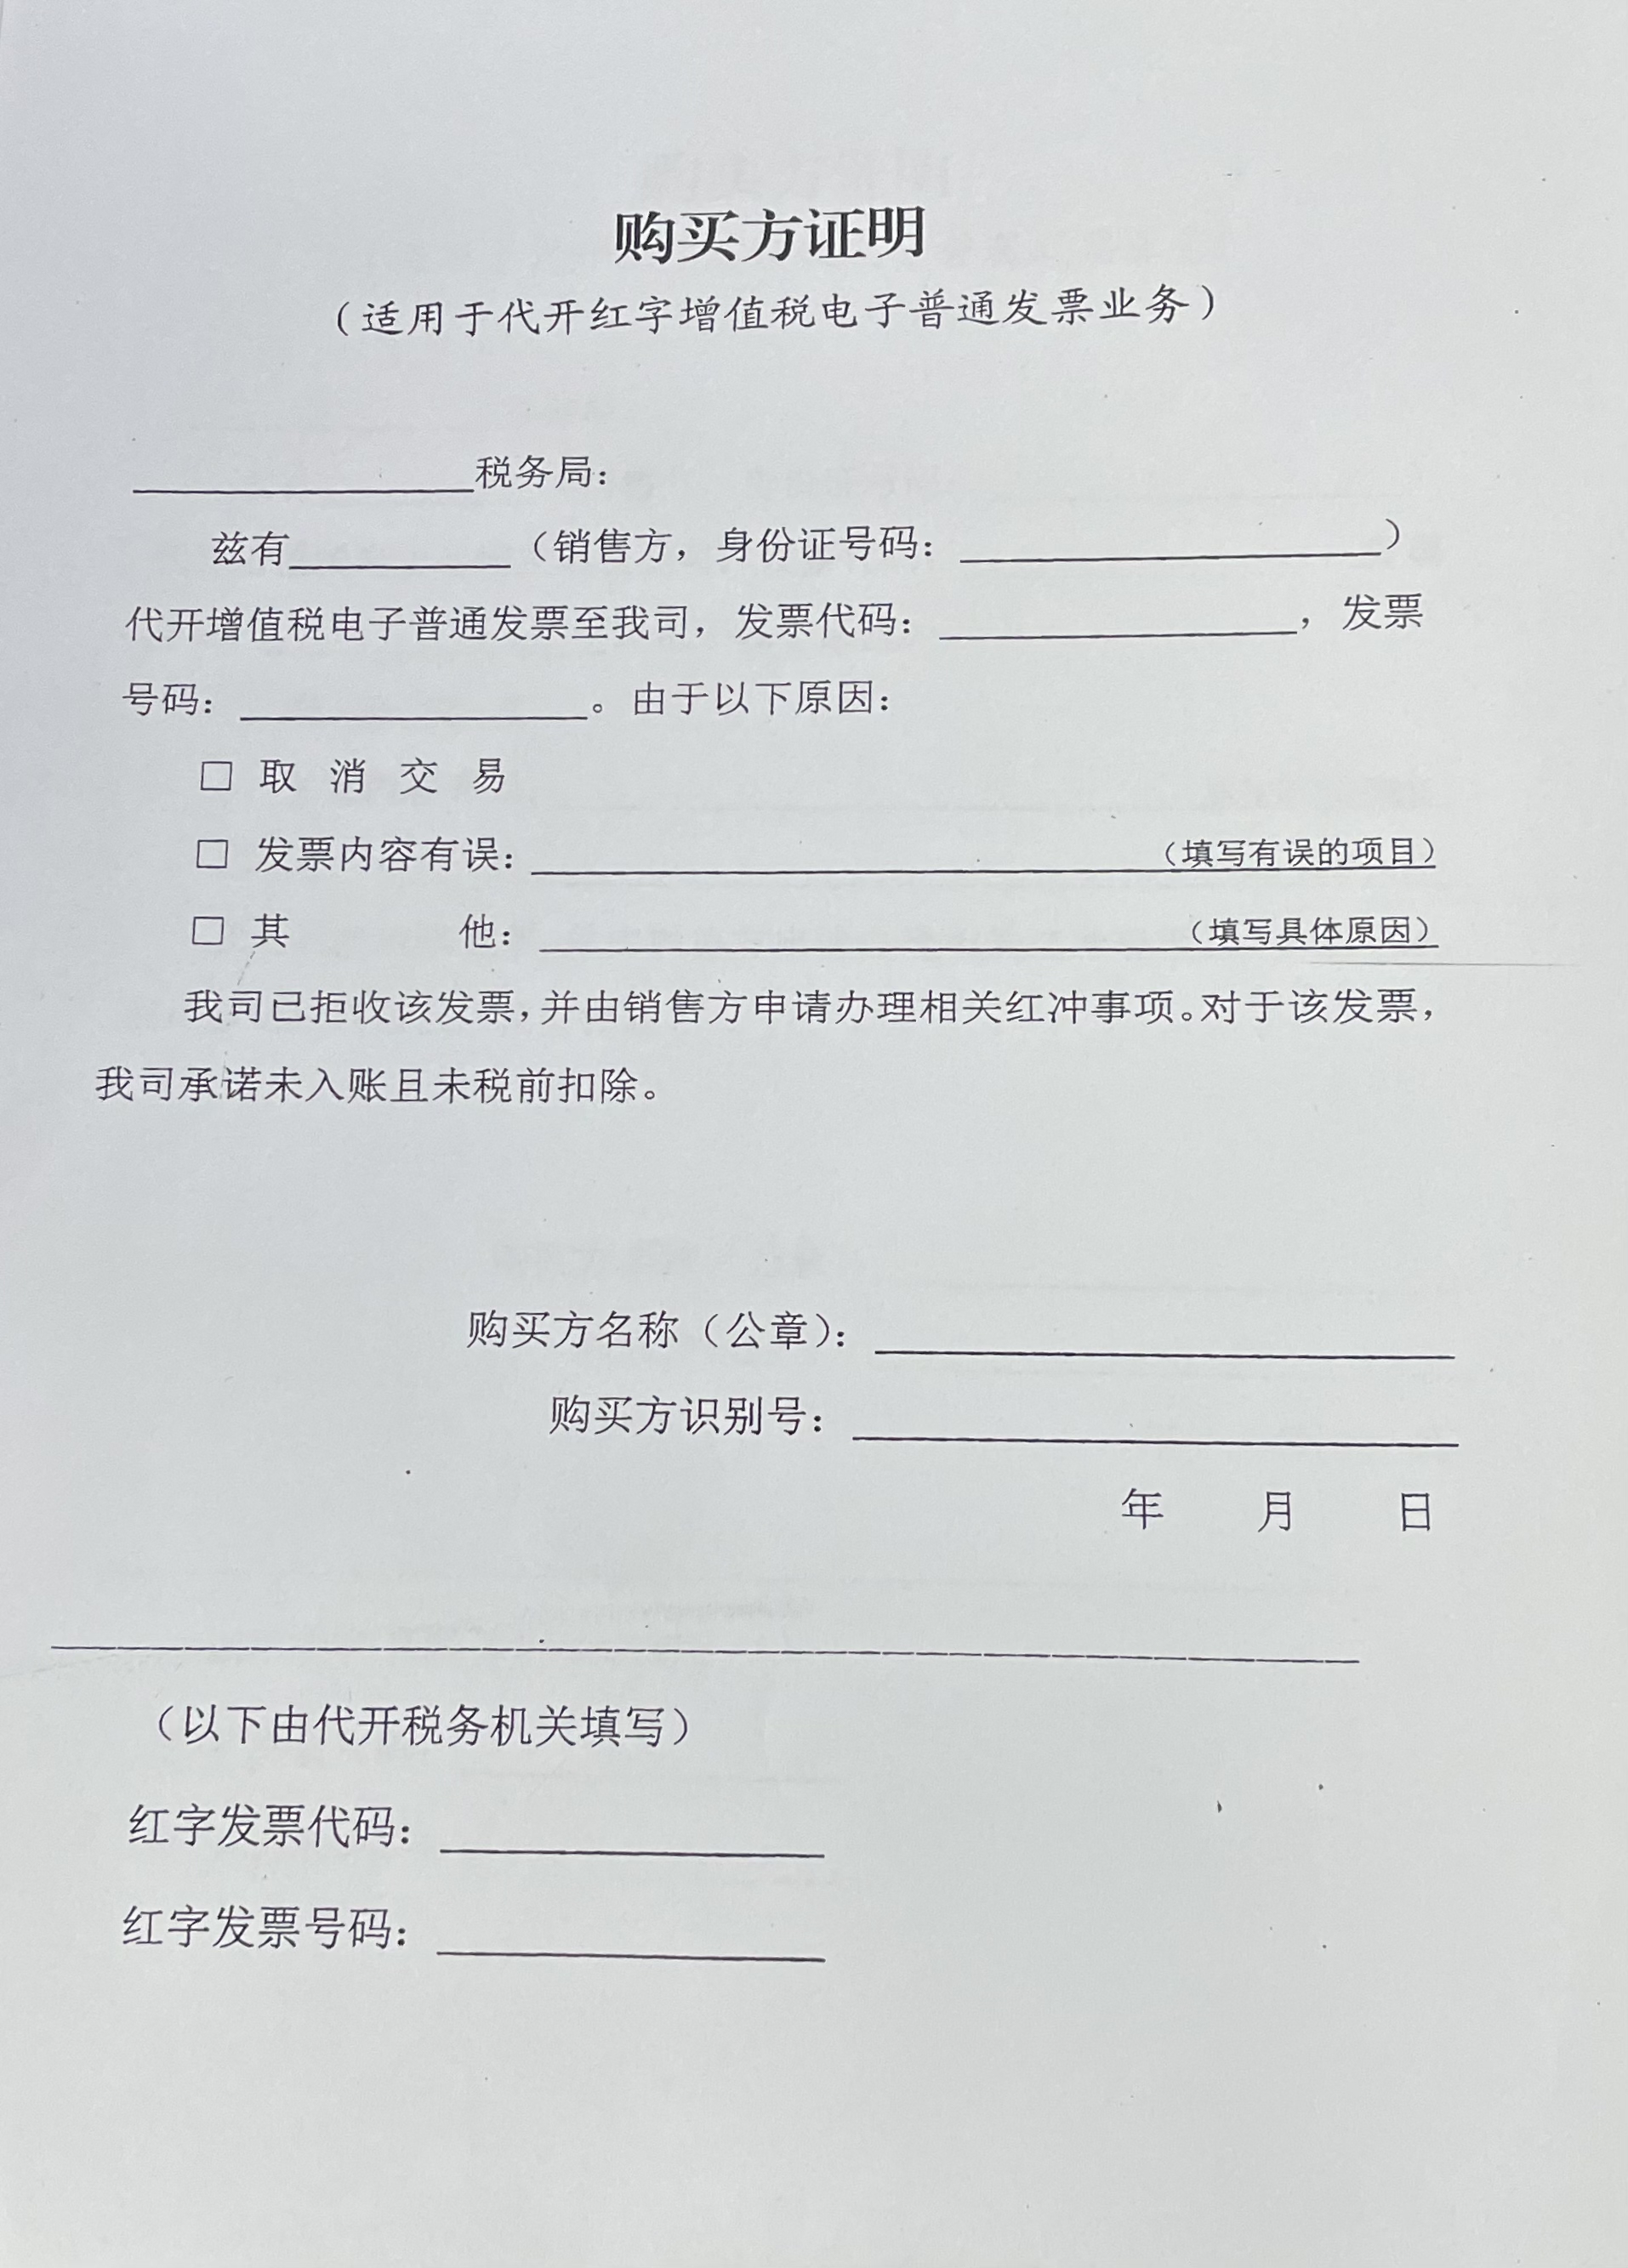 购买方证明
（适用于代开红字增值税电子普通发票业务）
________税务局：
兹有________（销售方，身份证号码：________）
代开增值税电子普通发票至我司，发票代码：________，发票
号码：________。由于以下原因：
□ 取 消 交 易
□ 发票内容有误：________（填写有误的项目）
□ 其 他：________（填写具体原因）
我司已拒收该发票，并由销售方申请办理相关红冲事项。对于该发票，
我司承诺未入账且未税前扣除。
购买方名称（公章）：________
购买方识别号：________
年 月 日
（以下由代开税务机关填写）
红字发票代码：________
红字发票号码：________